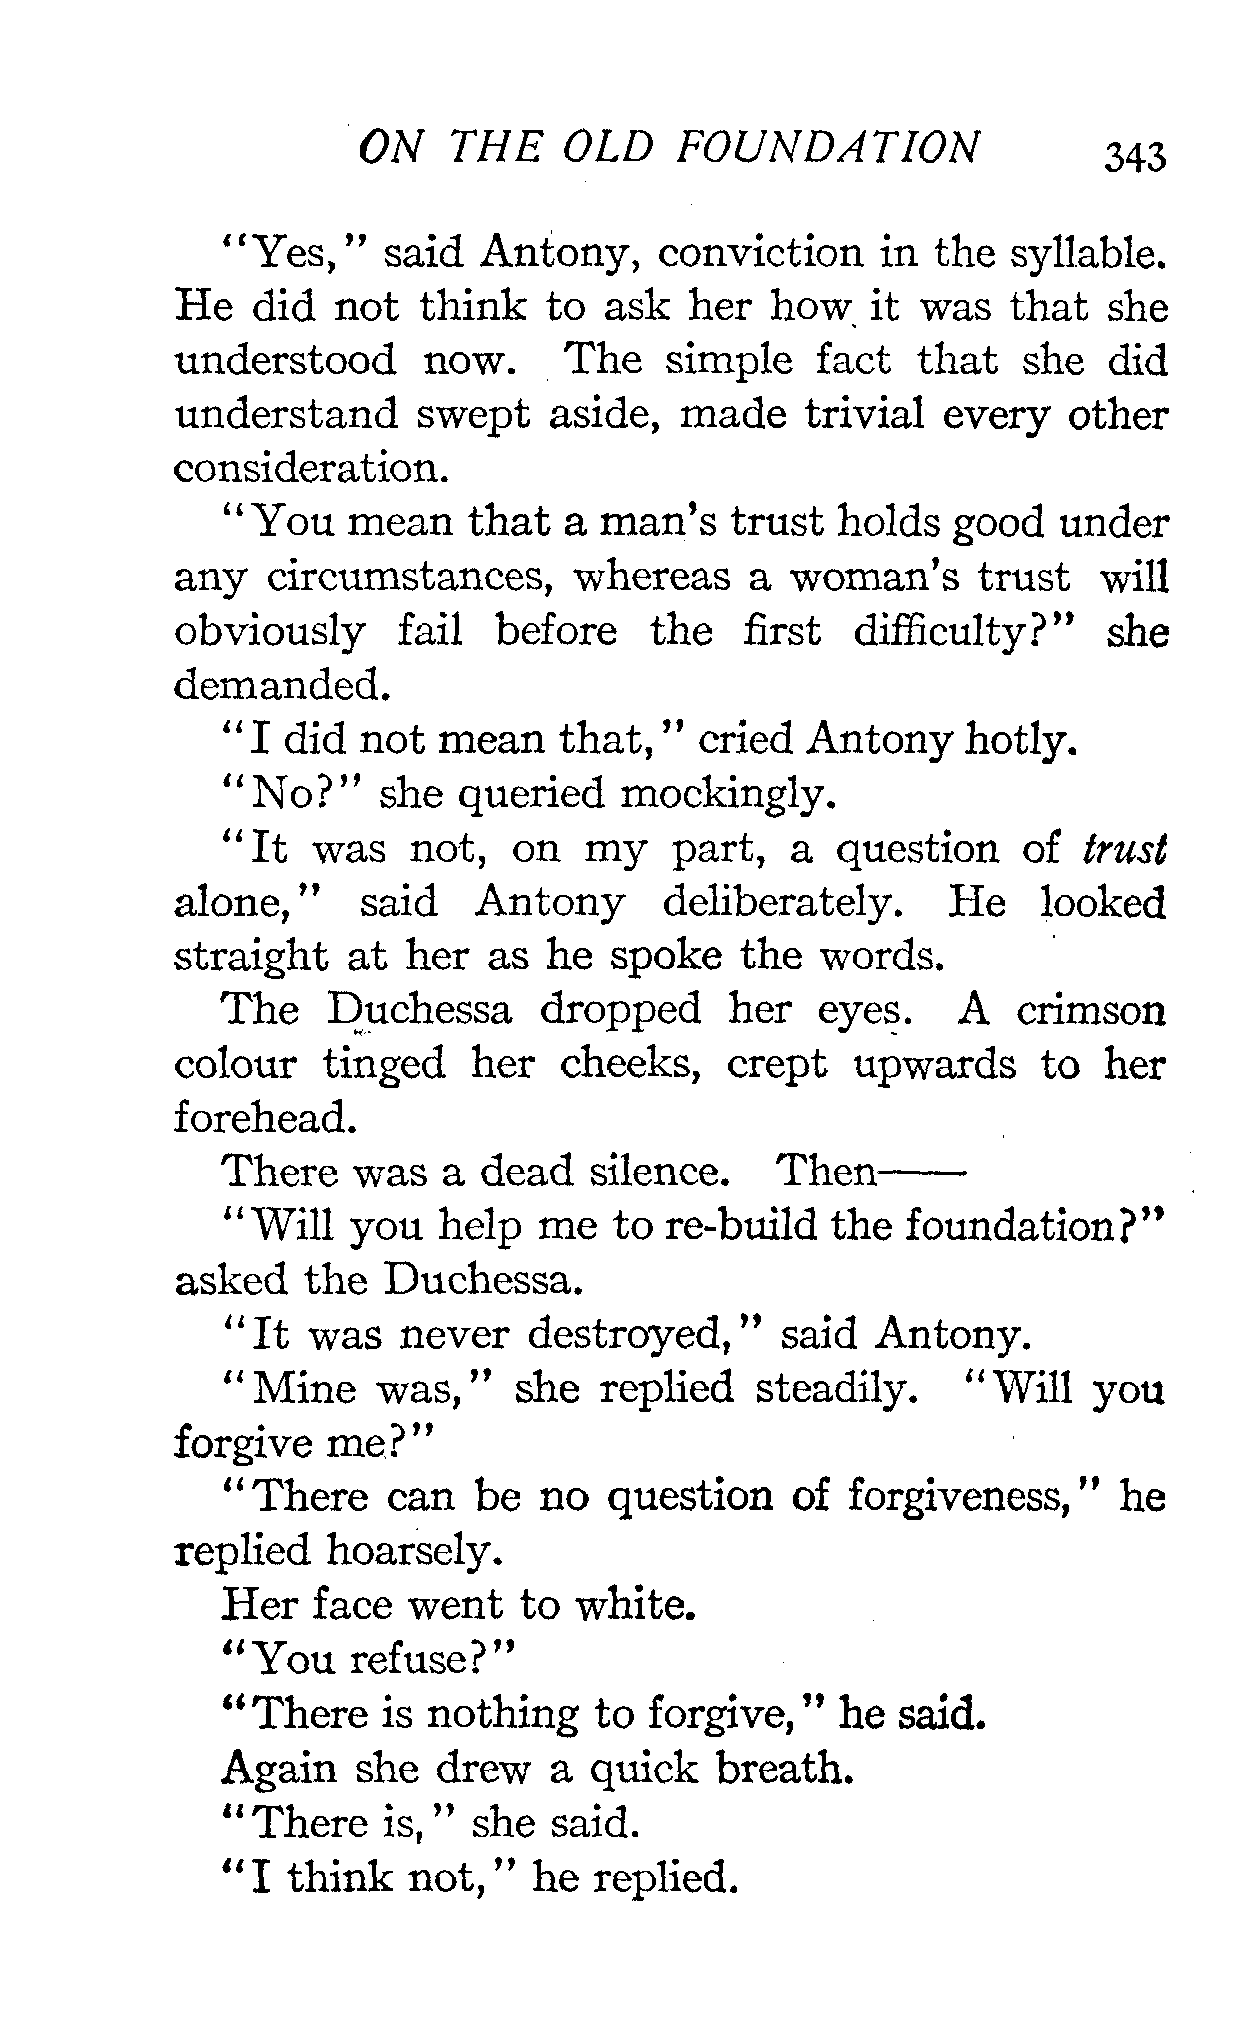 ON THE OLD FOUNDATION 343
"Yes," said Antony, conviction in the syllable.
He did not think to ask her how it was that she
understood now. The simple fact that she did
understand swept aside, made trivial every other
consideration.
"You mean that a man's trust holds good under
any circumstances, whereas a woman's trust will
obviously fail before the first difficulty?" she
demanded.
"I did not mean that," cried Antony hotly.
"No?" she queried mockingly.
"It was not, on my part, a question of trust
alone," said Antony deliberately. He looked
straight at her as he spoke the words.
The Duchessa dropped her eyes. A crimson
colour tinged her cheeks, crept upwards to her
forehead.
There was a dead silence. Then——
"Will you help me to re-build the foundation?"
asked the Duchessa.
"It was never destroyed," said Antony.
"Mine was," she replied steadily. "Will you
forgive me?"
"There can be no question of forgiveness," he
replied hoarsely.
Her face went to white.
"You refuse?"
"There is nothing to forgive," he said.
Again she drew a quick breath.
"There is," she said.
"I think not," he replied.